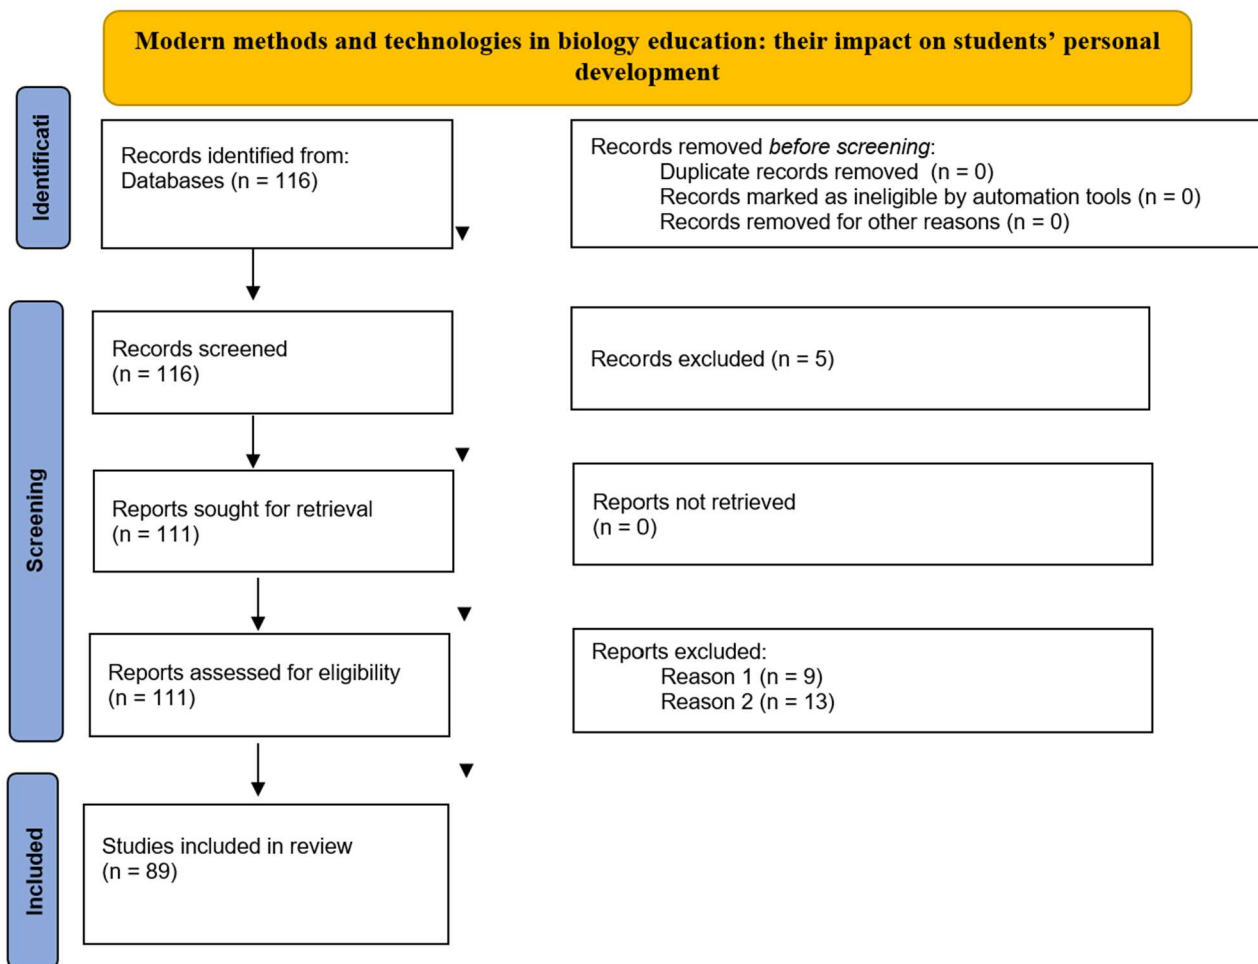 Modern methods and technologies in biology education: their impact on students’ personal
development
Identificati
Records identified from:
Databases (n = 116)
Records removed before screening:
Duplicate records removed (n = 0)
Records marked as ineligible by automation tools (n = 0)
Records removed for other reasons (n = 0)
Screening
Records screened
(n = 116)
Records excluded (n = 5)
Reports sought for retrieval
(n = 111)
Reports not retrieved
(n = 0)
Reports assessed for eligibility
(n = 111)
Reports excluded:
Reason 1 (n = 9)
Reason 2 (n = 13)
Included
Studies included in review
(n = 89)